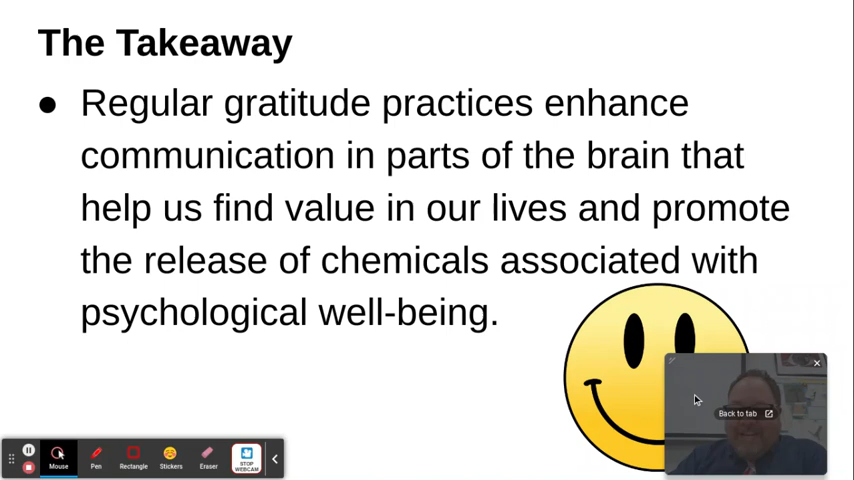 The Takeaway
● Regular gratitude practices enhance
communication in parts of the brain that
help us find value in our lives and promote
the release of chemicals associated with
psychological well-being.
Back to tab
Mouse
Pen
Rectangle
Stickers
Eraser
STOP
WEBCAM